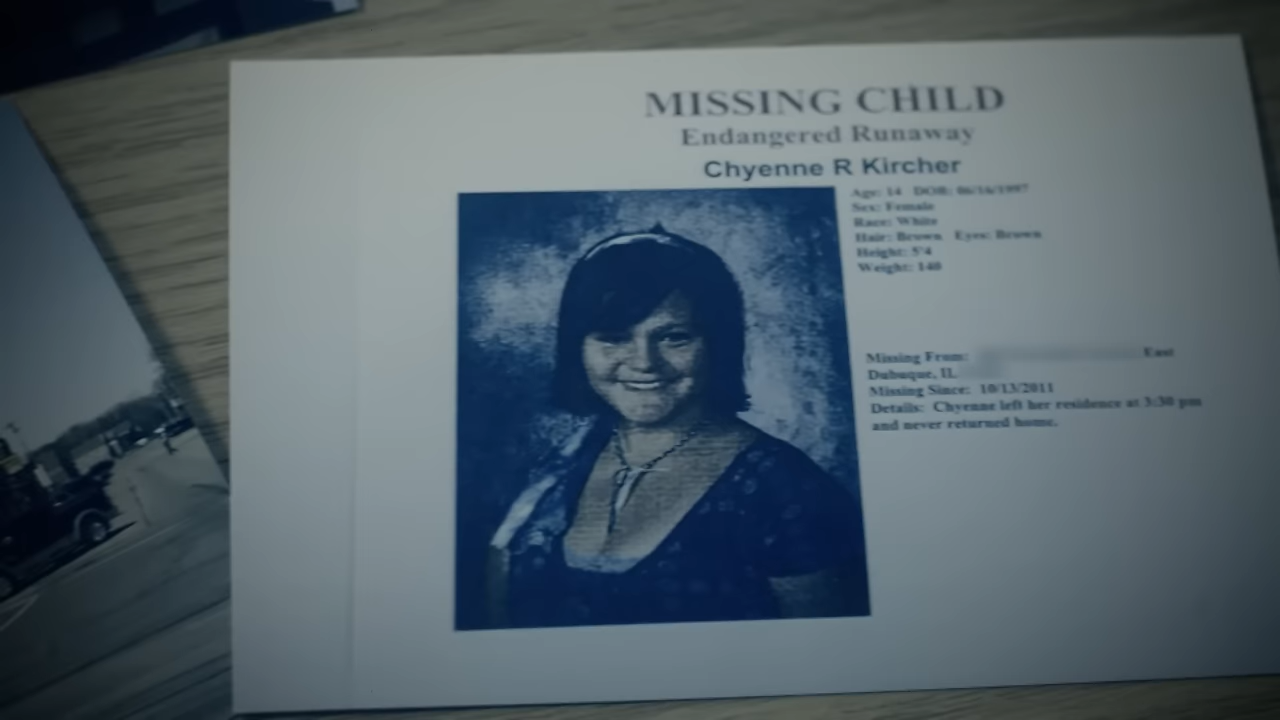 MISSING CHILD
Endangered Runaway
Chyenne R Kircher
Age: 14 DOB: 06/16/1997
Sex: Female
Race: White
Hair: Brown Eyes: Brown
Height: 5'4
Weight: 140
Missing From: East
Dubuque, IL
Missing Since: 10/13/2011
Details: Chyenne left her residence at 3:30 pm
and never returned home.